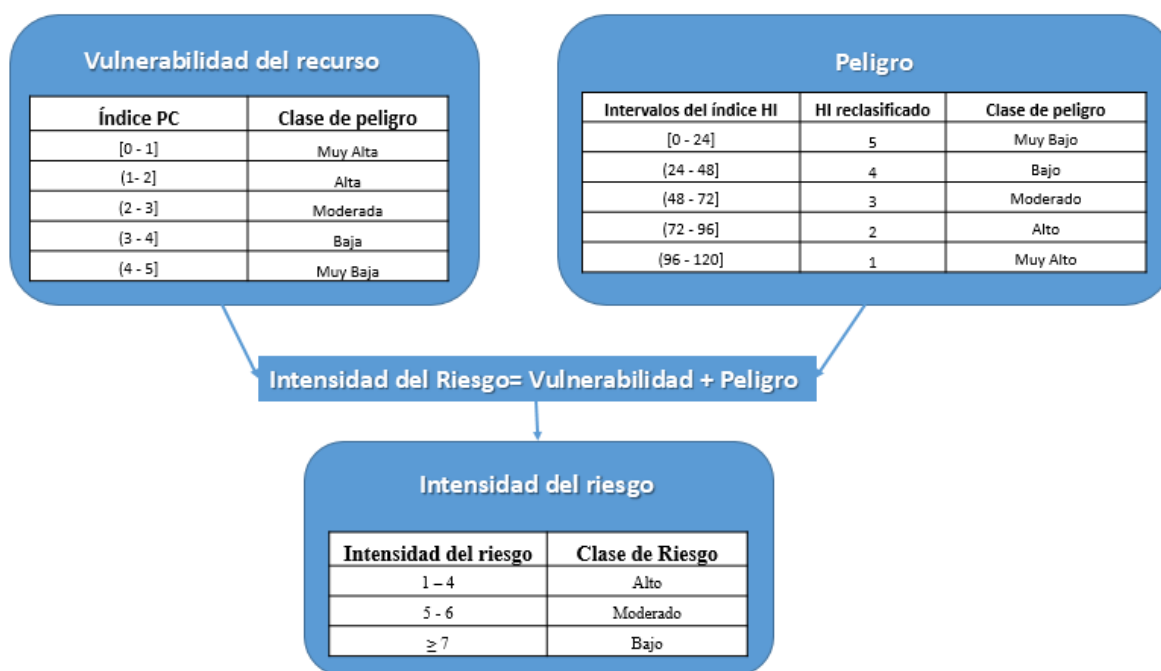 Vulnerabilidad del recurso
Índice PC Clase de peligro
[0 - 1] Muy Alta
(1- 2] Alta
(2 - 3] Moderada
(3 - 4] Baja
(4 - 5] Muy Baja
Peligro
Intervalos del índice HI HI reclasificado Clase de peligro
[0 - 24] 5 Muy Bajo
(24 - 48] 4 Bajo
(48 - 72] 3 Moderado
(72 - 96] 2 Alto
(96 - 120] 1 Muy Alto
Intensidad del Riesgo= Vulnerabilidad + Peligro
Intensidad del riesgo
Intensidad del riesgo Clase de Riesgo
1 – 4 Alto
5 - 6 Moderado
≥ 7 Bajo